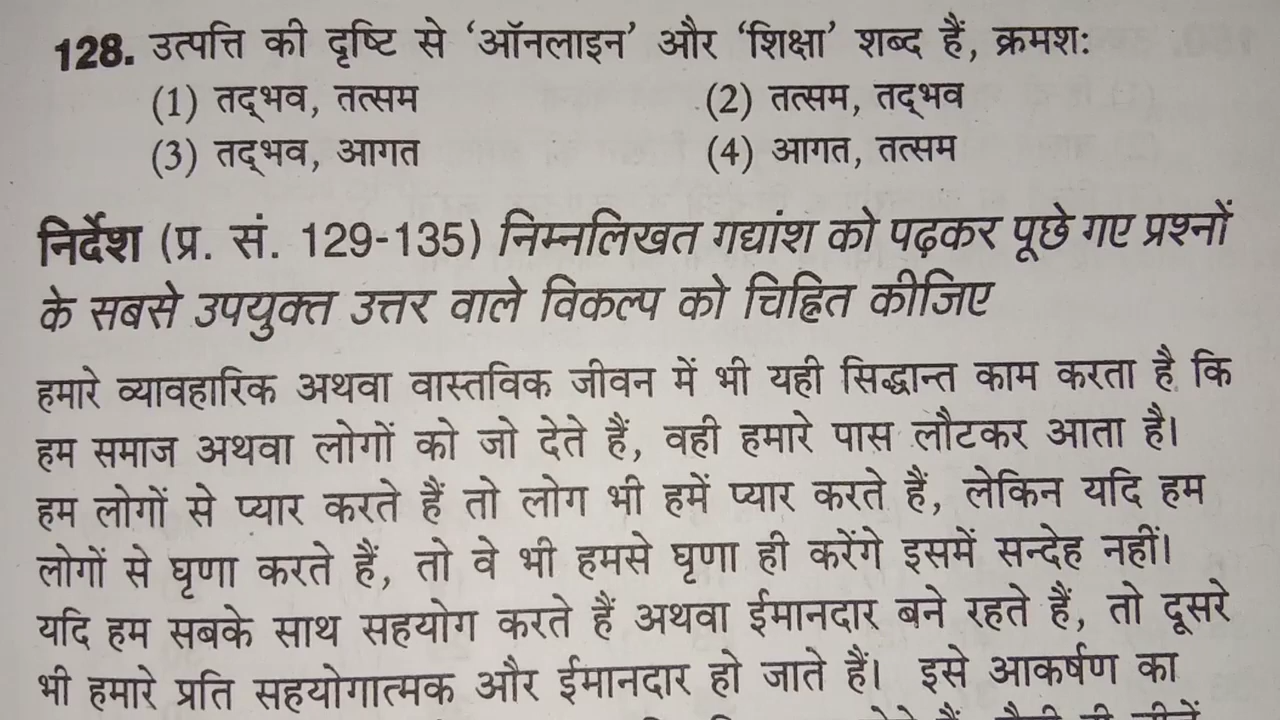 128. उत्पत्ति की दृष्टि से ‘ऑनलाइन’ और ‘शिक्षा’ शब्द हैं, क्रमश:
(1) तद्‌भव, तत्सम (2) तत्सम, तद्‌भव
(3) तद्‌भव, आगत (4) आगत, तत्सम
निर्देश (प्र. सं. 129-135) निम्नलिखत गद्यांश को पढ़कर पूछे गए प्रश्नों
के सबसे उपयुक्त उत्तर वाले विकल्प को चिह्नित कीजिए
हमारे व्यावहारिक अथवा वास्तविक जीवन में भी यही सिद्धान्त काम करता है कि
हम समाज अथवा लोगों को जो देते हैं, वही हमारे पास लौटकर आता है।
हम लोगों से प्यार करते हैं तो लोग भी हमें प्यार करते हैं, लेकिन यदि हम
लोगों से घृणा करते हैं, तो वे भी हमसे घृणा ही करेंगे इसमें सन्देह नहीं।
यदि हम सबके साथ सहयोग करते हैं अथवा ईमानदार बने रहते हैं, तो दूसरे
भी हमारे प्रति सहयोगात्मक और ईमानदार हो जाते हैं। इसे आकर्षण का